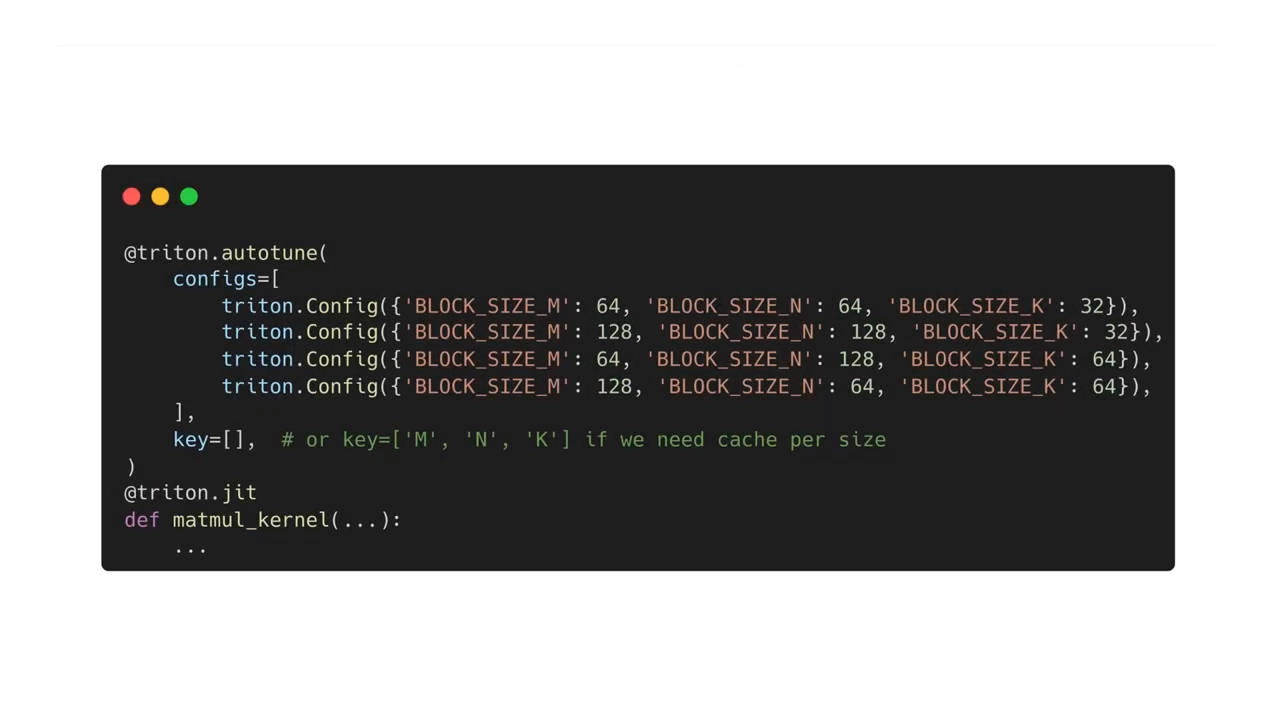 @triton.autotune(
    configs=[
        triton.Config({'BLOCK_SIZE_M': 64, 'BLOCK_SIZE_N': 64, 'BLOCK_SIZE_K': 32}),
        triton.Config({'BLOCK_SIZE_M': 128, 'BLOCK_SIZE_N': 128, 'BLOCK_SIZE_K': 32}),
        triton.Config({'BLOCK_SIZE_M': 64, 'BLOCK_SIZE_N': 128, 'BLOCK_SIZE_K': 64}),
        triton.Config({'BLOCK_SIZE_M': 128, 'BLOCK_SIZE_N': 64, 'BLOCK_SIZE_K': 64}),
    ],
    key=[],  # or key=['M', 'N', 'K'] if we need cache per size
)
@triton.jit
def matmul_kernel(...):
    ...